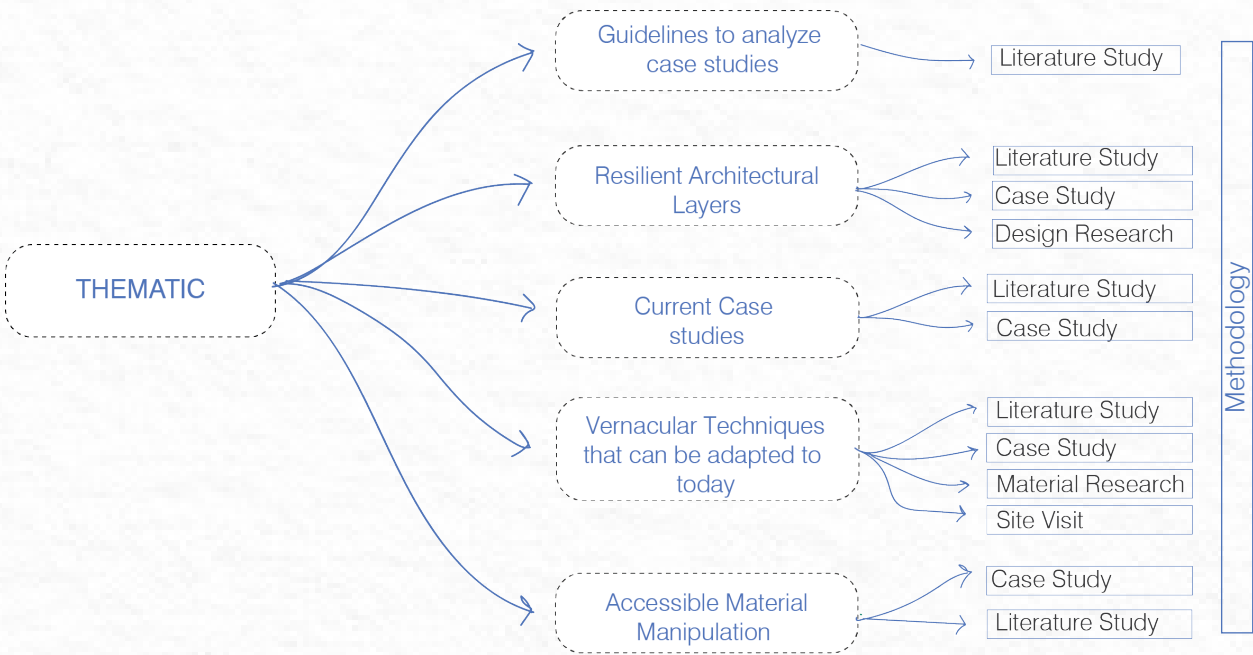 THEMATIC
Guidelines to analyze
case studies
Literature Study
Resilient Architectural
Layers
Literature Study
Case Study
Design Research
Current Case
studies
Literature Study
Case Study
Vernacular Techniques
that can be adapted to
today
Literature Study
Case Study
Material Research
Site Visit
Accessible Material
Manipulation
Case Study
Literature Study
Methodology